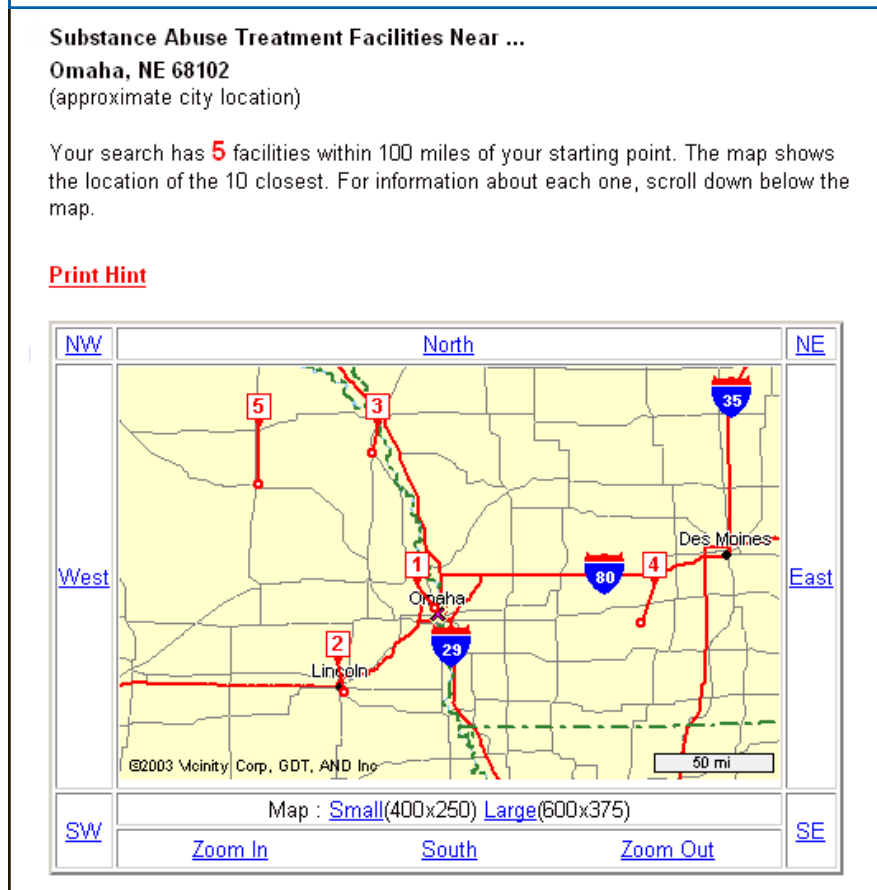 Substance Abuse Treatment Facilities Near ...
Omaha, NE 68102
(approximate city location)
Your search has 5 facilities within 100 miles of your starting point. The map shows
the location of the 10 closest. For information about each one, scroll down below the
map.
Print Hint
NW North NE
5 3 35
Des Moines
West 1 80 4 East
Omaha
2 29
Lincoln
©2003 Vicinity Corp, GDT, AND Inc 50 mi
SW Map : Small(400x250) Large(600x375) SE
Zoom In South Zoom Out